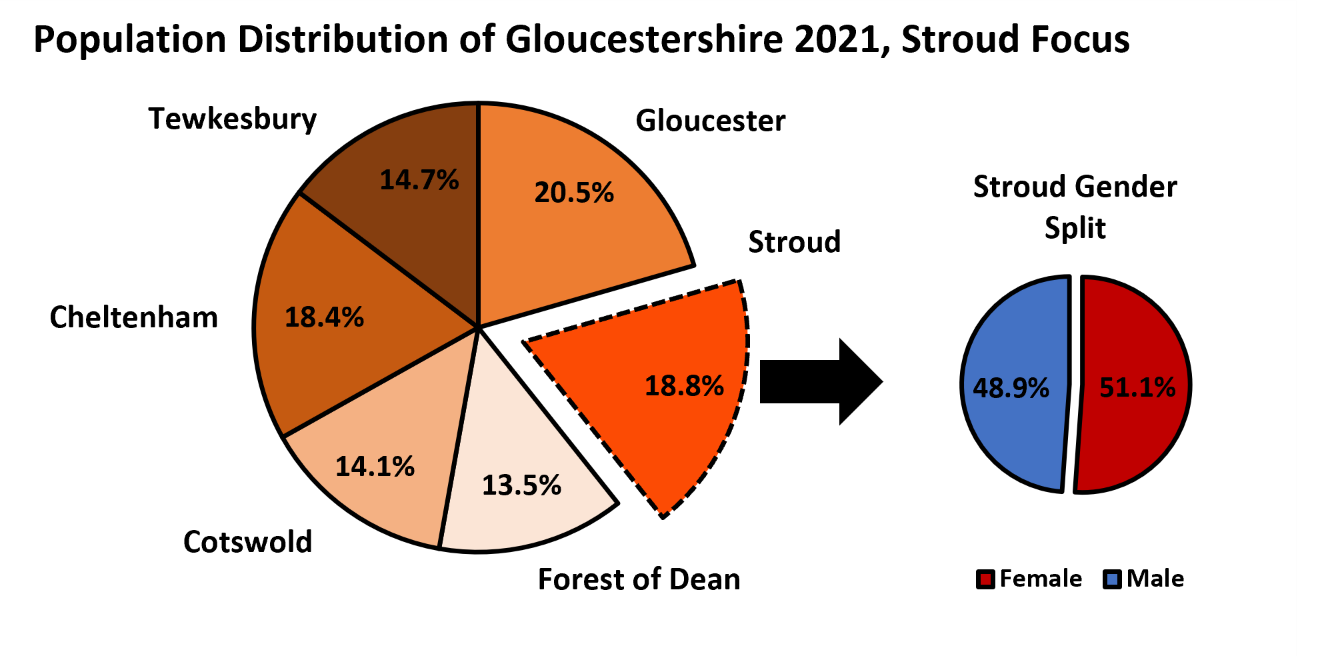 Population Distribution of Gloucestershire 2021, Stroud Focus
Tewkesbury
Gloucester
14.7%
20.5%
Stroud Gender
Split
Stroud
Cheltenham
18.4%
18.8%
48.9%
51.1%
14.1%
13.5%
Cotswold
Forest of Dean
Female
Male